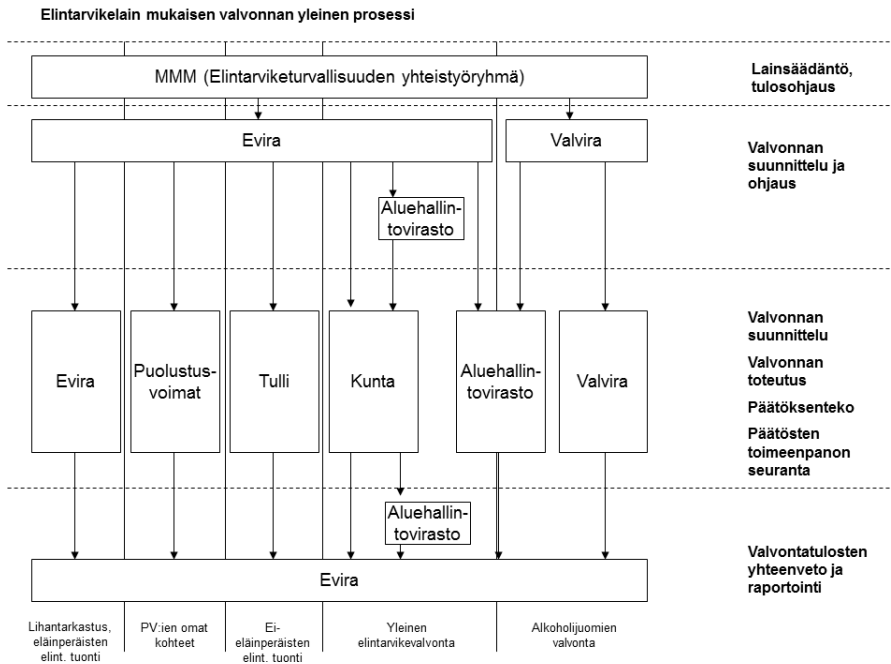 Elintarvikelain mukaisen valvonnan yleinen prosessi
MMM (Elintarviketurvallisuuden yhteistyöryhmä)
Lainsäädäntö,
tulosohjaus
Evira
Valvira
Valvonnan
suunnittelu ja
ohjaus
Aluehallin-
tovirasto
Evira
Puolustus-
voimat
Tulli
Kunta
Aluehallin-
tovirasto
Valvira
Valvonnan
suunnittelu
Valvonnan
toteutus
Päätöksenteko
Päätösten
toimeenpanon
seuranta
Aluehallin-
tovirasto
Evira
Valvontatulosten
yhteenveto ja
raportointi
Lihantarkastus,
eläinperäisten
elint. tuonti
PV:ien omat
kohteet
Ei-
eläinperäisten
elint. tuonti
Yleinen
elintarvikevalvonta
Alkoholijuomien
valvonta